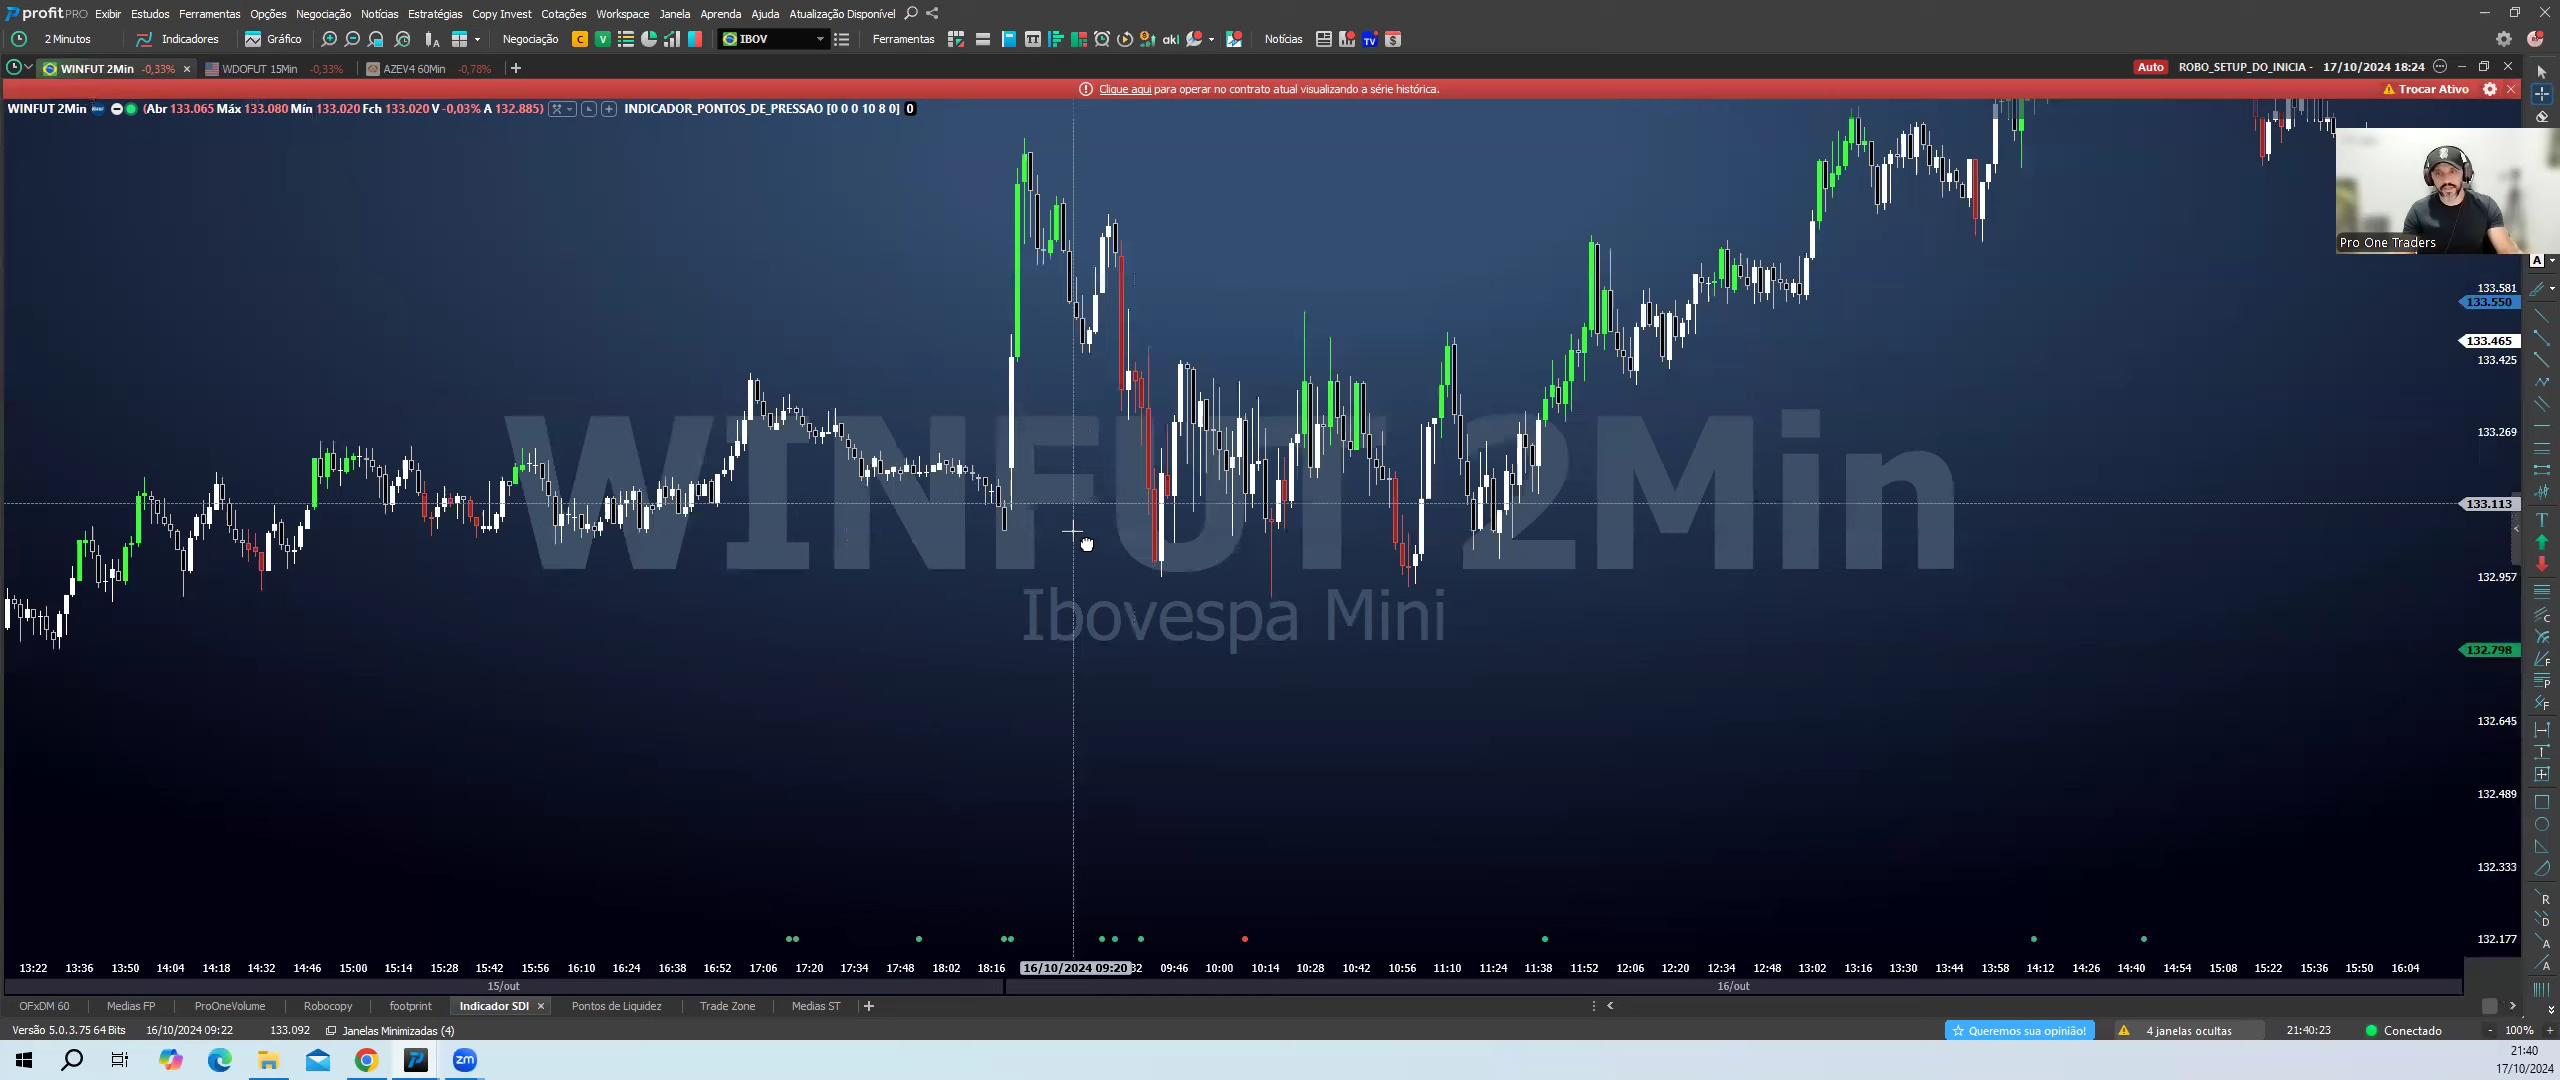 profitPRO Exibir Estudos Ferramentas Opções Negociação Notícias Estratégias Copy Invest Cotações Workspace Janela Aprenda Ajuda Atualização Disponível
2 Minutos Indicadores Gráfico Negociação C V IBOV Ferramentas TT akl Notícias TV $
WINFUT 2Min -0,33% × WDOFUT 15Min -0,33% AZEV4 60Min -0,78% + Auto ROBO_SETUP_DO_INICIA - 17/10/2024 18:24
Clique aqui para operar no contrato atual visualizando a série histórica. Trocar Ativo
WINFUT 2Min (Abr 133.065 Máx 133.080 Mín 133.020 Fch 133.020 V -0,03% A 132.885) INDICADOR_PONTOS_DE_PRESSAO [0 0 0 10 8 0] 0
Pro One Traders
A
133.581
133.550
133.465
133.425
133.269
133.113
132.957
132.798
132.645
132.489
132.333
132.177
WINFUT 2Min
Ibovespa Mini
13:22 13:36 13:50 14:04 14:18 14:32 14:46 15:00 15:14 15:28 15:42 15:56 16:10 16:24 16:38 16:52 17:06 17:20 17:34 17:48 18:02 18:16 16/10/2024 09:20 32 09:46 10:00 10:14 10:28 10:42 10:56 11:10 11:24 11:38 11:52 12:06 12:20 12:34 12:48 13:02 13:16 13:30 13:44 13:58 14:12 14:26 14:40 14:54 15:08 15:22 15:36 15:50 16:04
15/out 16/out
OFxDM 60 Medias FP ProOneVolume Robocopy footprint Indicador SDI × Pontos de Liquidez Trade Zone Medias ST +
Versão 5.0.3.75 64 Bits 16/10/2024 09:22 133.092 Janelas Minimizadas (4) Queremos sua opinião! 4 janelas ocultas 21:40:23 Conectado - 100% +
zm
21:40
17/10/2024